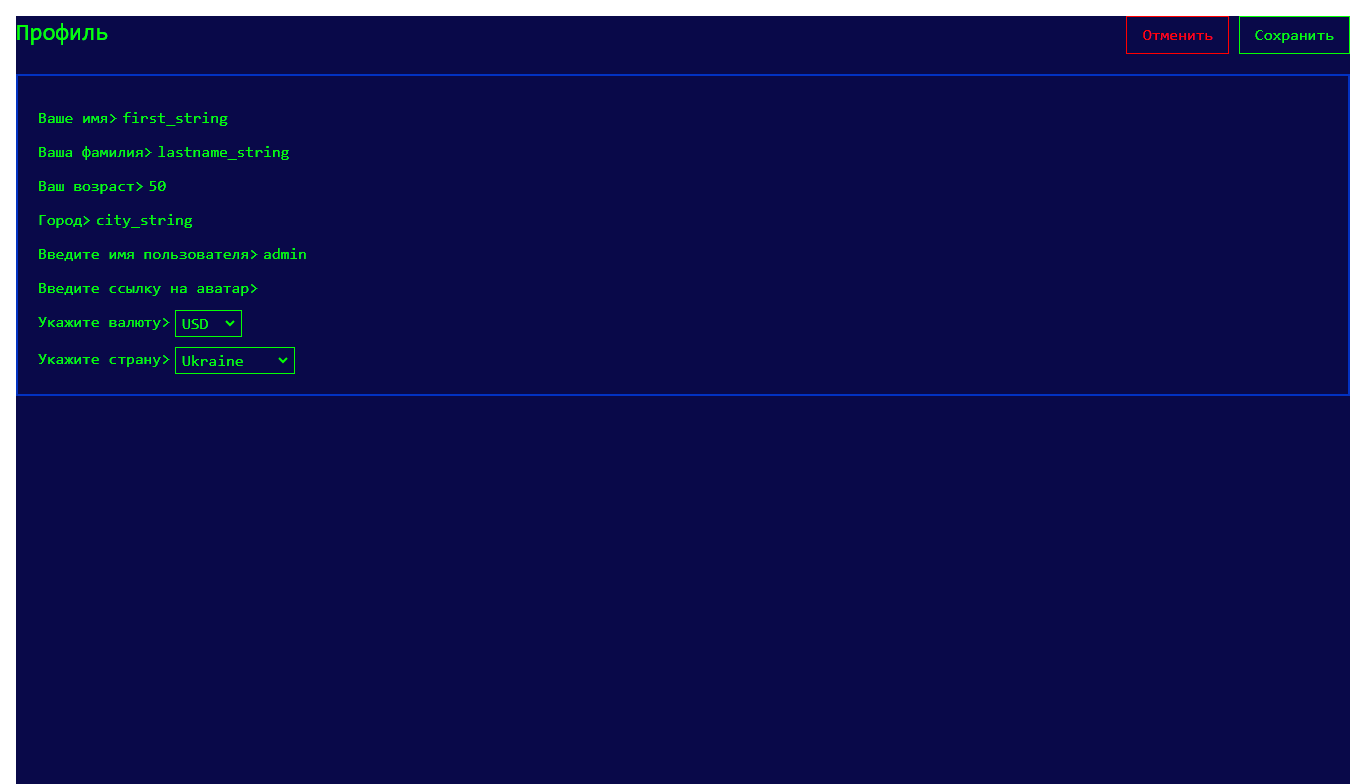 Профиль
Отменить
Сохранить
Ваше имя> first_string
Ваша фамилия> lastname_string
Ваш возраст> 50
Город> city_string
Введите имя пользователя> admin
Введите ссылку на аватар>
Укажите валюту> USD
Укажите страну> Ukraine